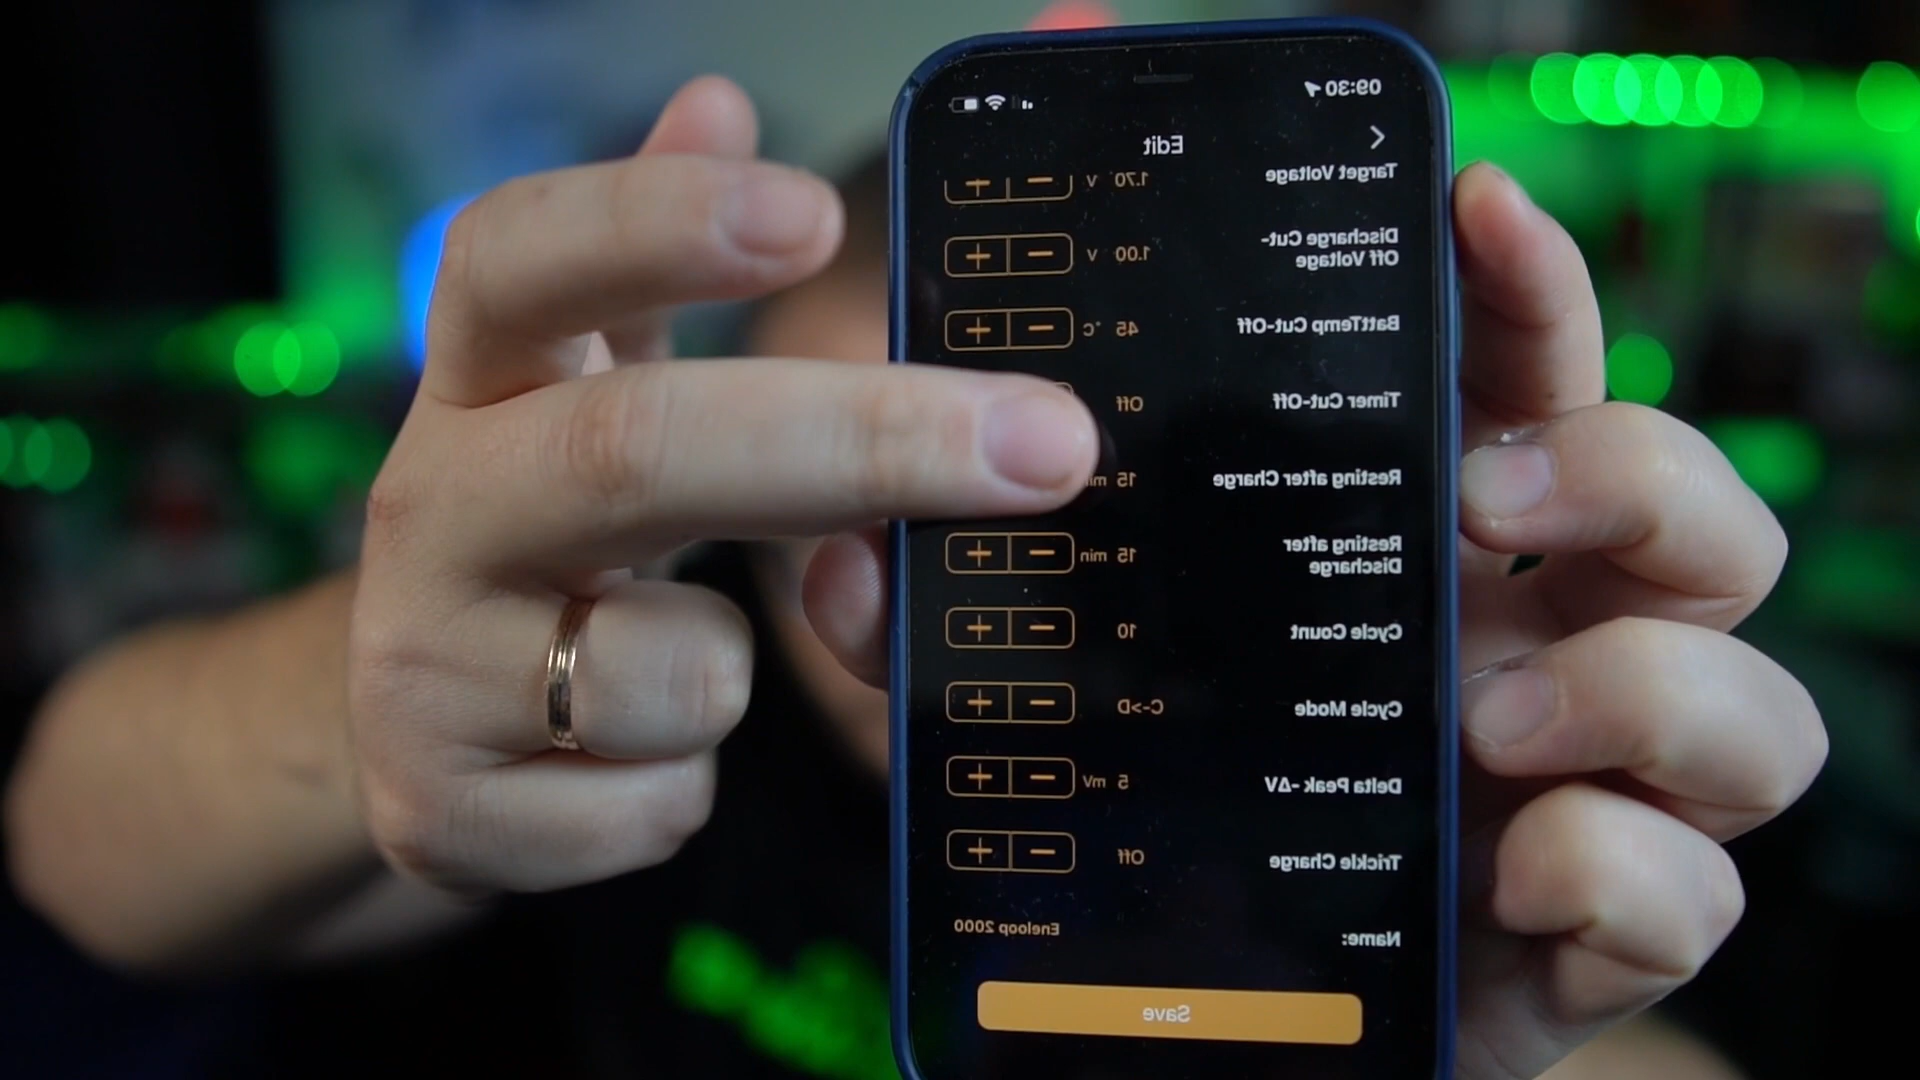 09:30
Edit
Target Voltage 1.70 V
Discharge Cut-
Off Voltage 1.00 V
BattTemp Cut-Off 45 °C
Timer Cut-Off Off
Resting after Charge 15
Resting after
Discharge 15 min
Cycle Count 10
Cycle Mode C->D
Delta Peak -ΔV 5 mV
Trickle Charge Off
Name: Eneloop 2000
Save